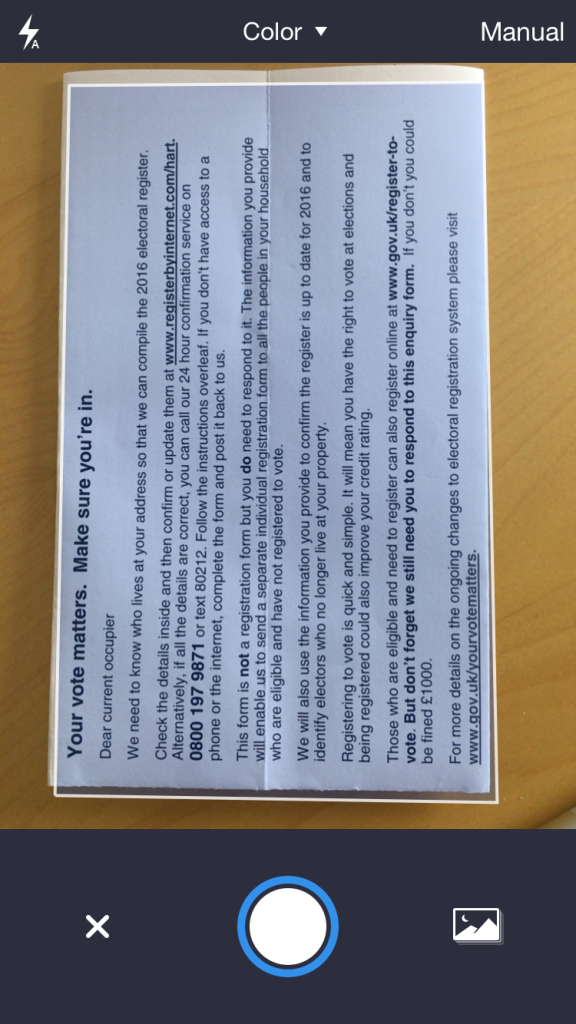 A
Color ▼
Manual
Your vote matters.  Make sure you're in.
Dear current occupier
We need to know who lives at your address so that we can compile the 2016 electoral register.
Check the details inside and then confirm or update them at www.registerbyinternet.com/hart.
Alternatively, if all the details are correct, you can call our 24 hour confirmation service on
0800 197 9871 or text 80212. Follow the instructions overleaf. If you don't have access to a
phone or the internet, complete the form and post it back to us.
This form is not a registration form but you do need to respond to it. The information you provide
will enable us to send a separate individual registration form to all the people in your household
who are eligible and have not registered to vote.
We will also use the information you provide to confirm the register is up to date for 2016 and to
identify electors who no longer live at your property.
Registering to vote is quick and simple. It will mean you have the right to vote at elections and
being registered could also improve your credit rating.
Those who are eligible and need to register can also register online at www.gov.uk/register-to-
vote. But don't forget we still need you to respond to this enquiry form.  If you don't you could
be fined £1000.
For more details on the ongoing changes to electoral registration system please visit
www.gov.uk/yourvotematters.